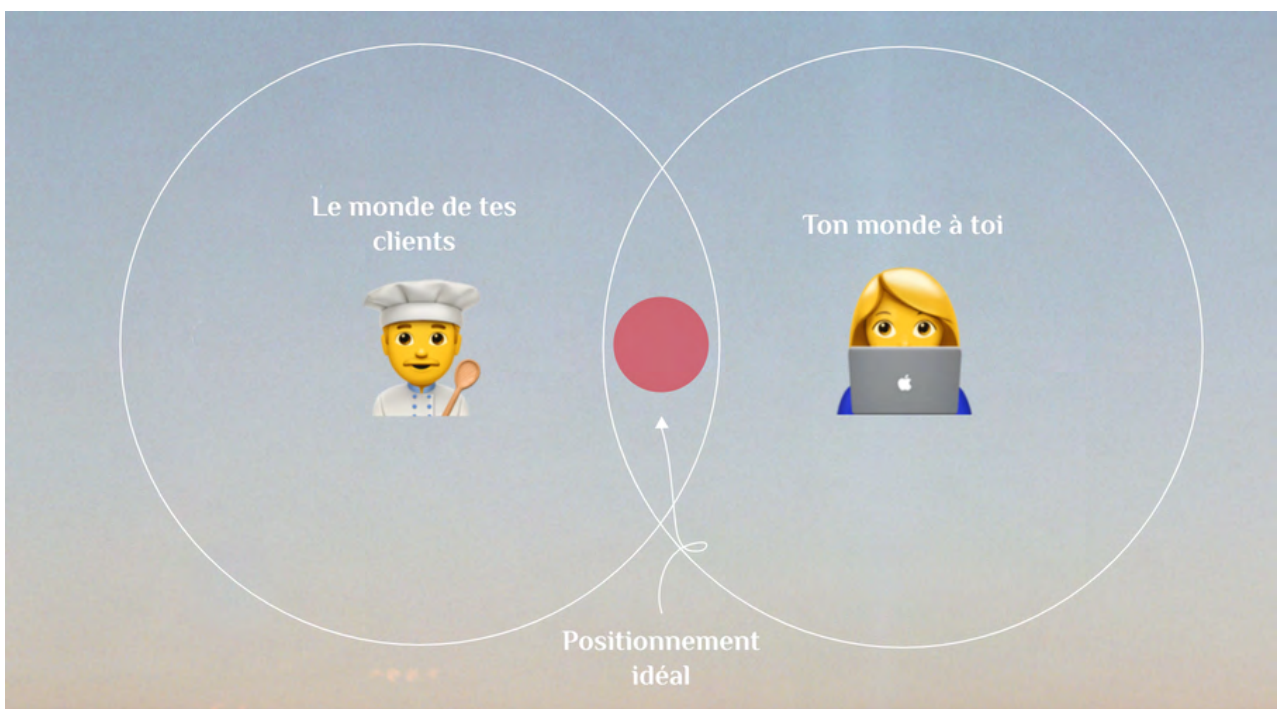 Le monde de tes
clients
Ton monde à toi
Positionnement
idéal